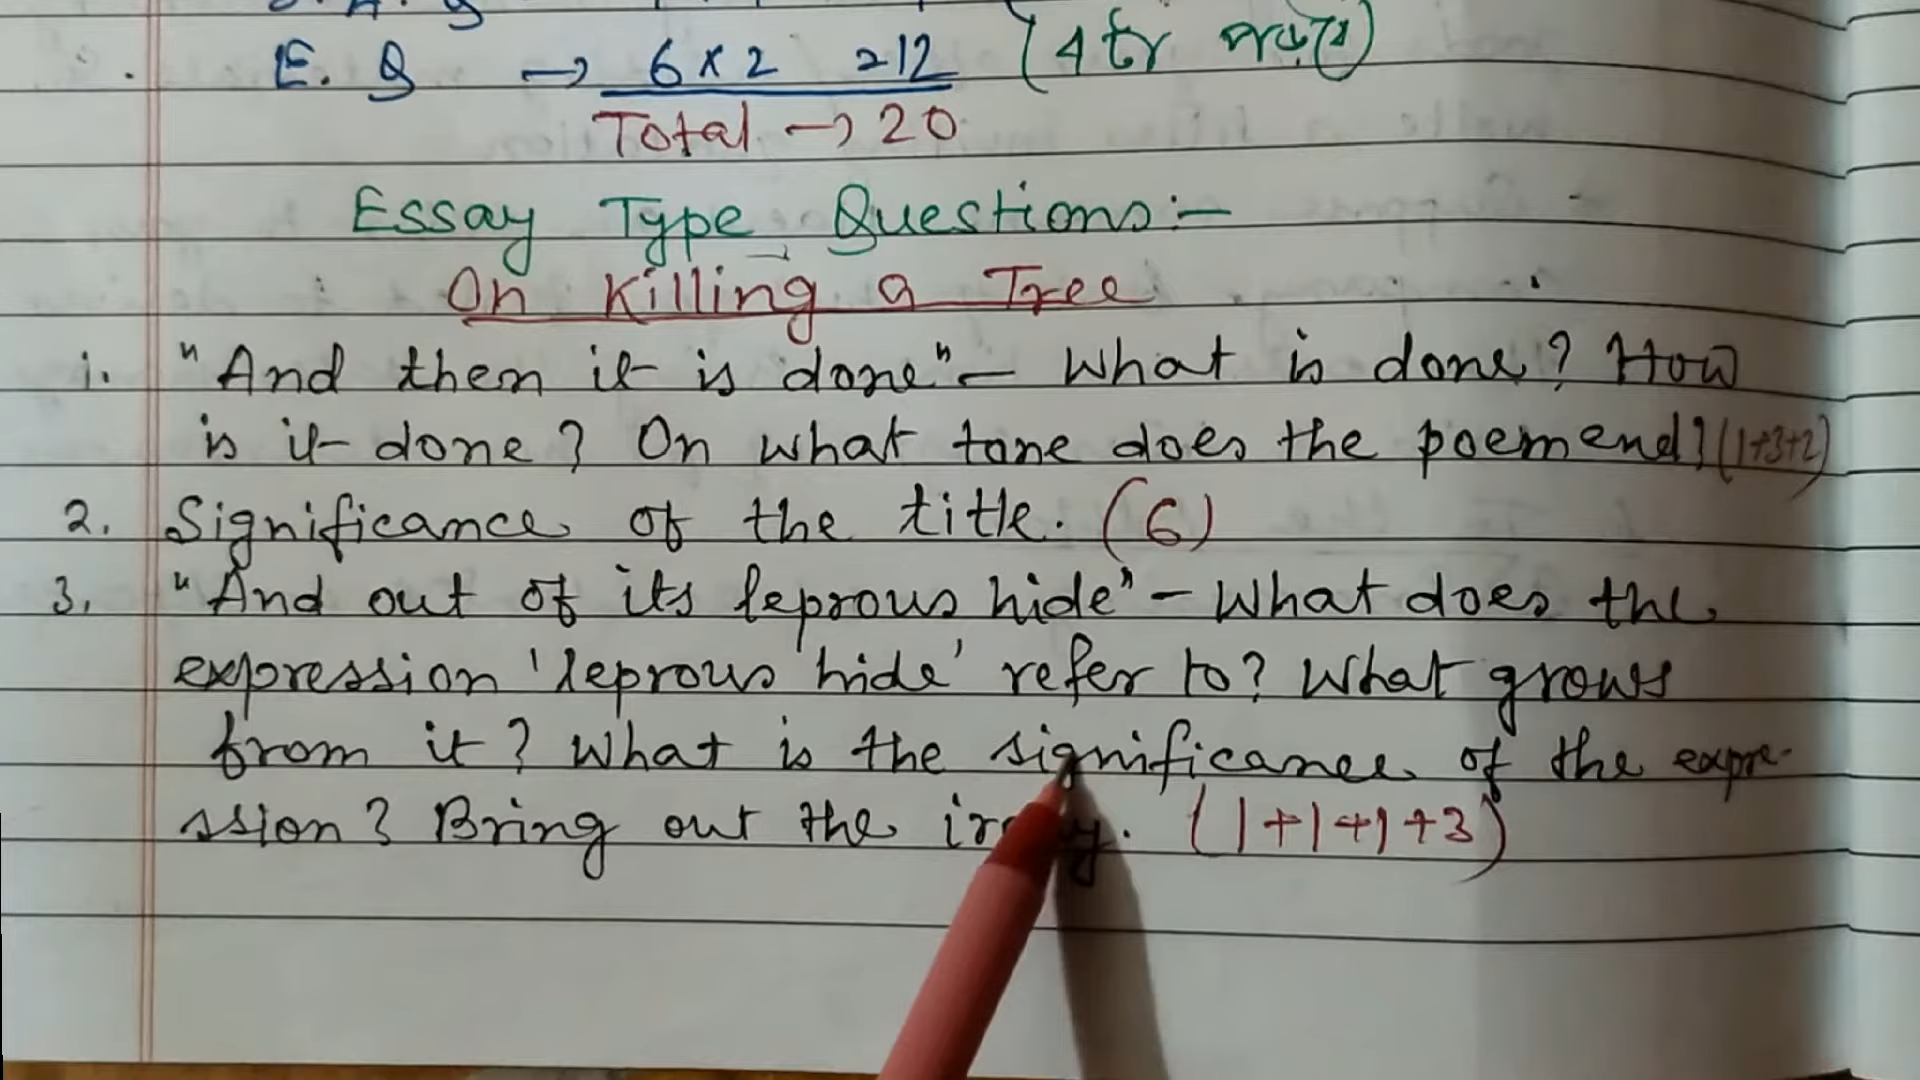 E. Q → 6 x 2 = 12 (4 টে
Total → 20
Essay Type Questions:-
On Killing a Tree
1. "And then it is done" – What is done? How
is it done? On what tone does the poem end? (1+3+2)
2. Significance of the title. (6)
3. "And out of its leprous hide" – What does the
expression 'leprous hide' refer to? What grows
from it? What is the significance of the expre-
ssion? Bring out the irony. (1+1+1+3)